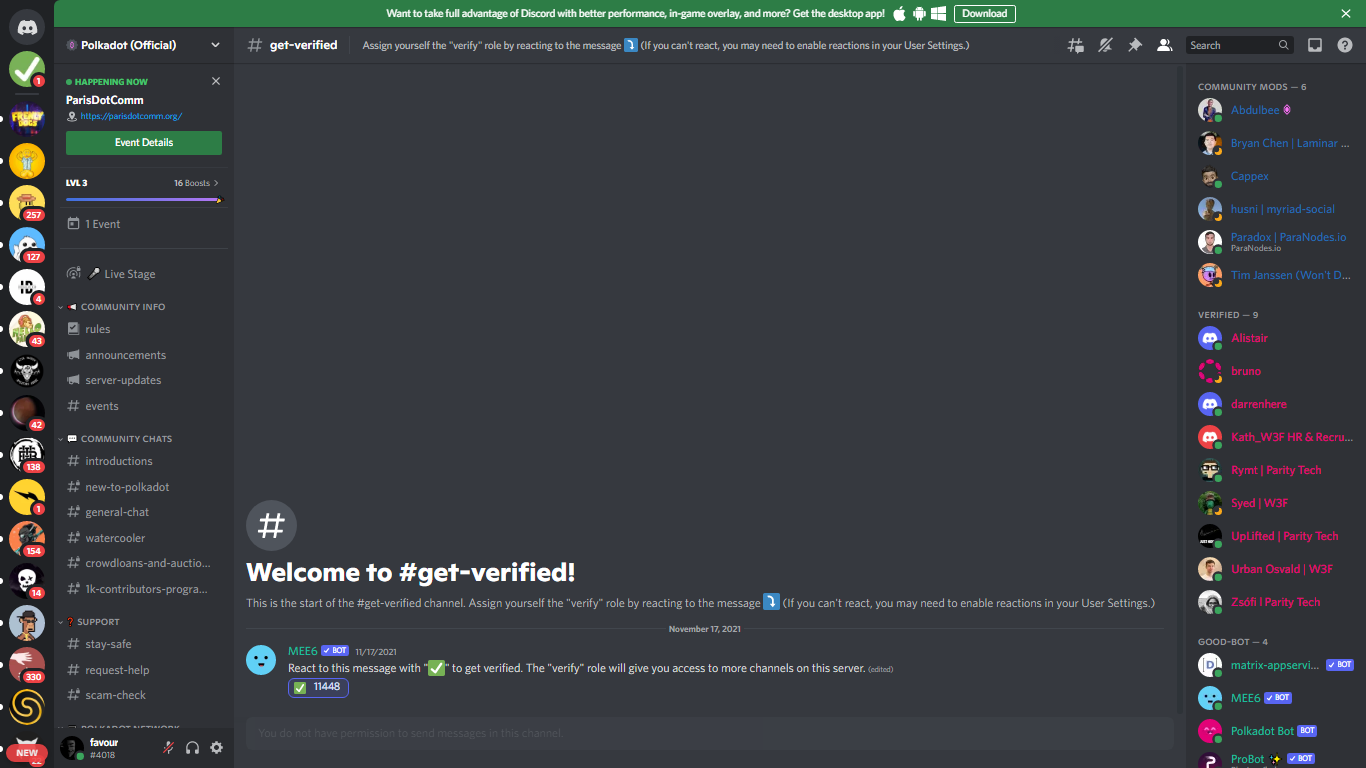 Want to take full advantage of Discord with better performance, in-game overlay, and more? Get the desktop app! Download
Polkadot (Official)
get-verified
Assign yourself the "verify" role by reacting to the message ⤵️ (If you can't react, you may need to enable reactions in your User Settings.)
Search
1
257
127
4
43
42
138
1
154
14
330
NEW
HAPPENING NOW
ParisDotComm
https://parisdotcomm.org/
Event Details
LVL 3 16 Boosts
1 Event
Live Stage
COMMUNITY INFO
rules
announcements
server-updates
events
COMMUNITY CHATS
introductions
new-to-polkadot
general-chat
watercooler
crowdloans-and-auctio...
1k-contributors-progra...
SUPPORT
stay-safe
request-help
scam-check
favour
#4018
Welcome to #get-verified!
This is the start of the #get-verified channel. Assign yourself the "verify" role by reacting to the message ⤵️ (If you can't react, you may need to enable reactions in your User Settings.)
November 17, 2021
MEE6 ✓ BOT 11/17/2021
React to this message with "✅" to get verified. The "verify" role will give you access to more channels on this server. (edited)
✅ 11448
You do not have permission to send messages in this channel.
COMMUNITY MODS — 6
Abdulbee
Bryan Chen | Laminar ...
Cappex
husni | myriad-social
Paradox | ParaNodes.io
ParaNodes.io
Tim Janssen (Won't D...
VERIFIED — 9
Alistair
bruno
darrenhere
Kath_W3F HR & Recru...
Rymt | Parity Tech
Syed | W3F
Up.Lifted | Parity Tech
Urban Osvald | W3F
Zsófi | Parity Tech
GOOD-BOT — 4
matrix-appservi... ✓ BOT
MEE6 ✓ BOT
Polkadot Bot BOT
ProBot ✨ ✓ BOT